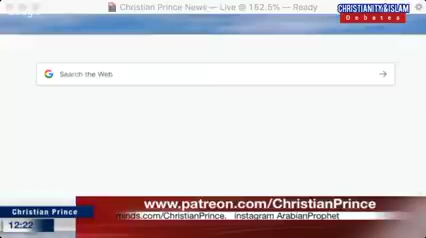 Christian Prince News — Live @ 152.5% — Ready
CHRISTIANITY&ISLAM
Debates
Search the Web
www.patreon.com/ChristianPrince
Christian Prince
minds.com/ChristianPrince, instagram ArabianProphet
12:22